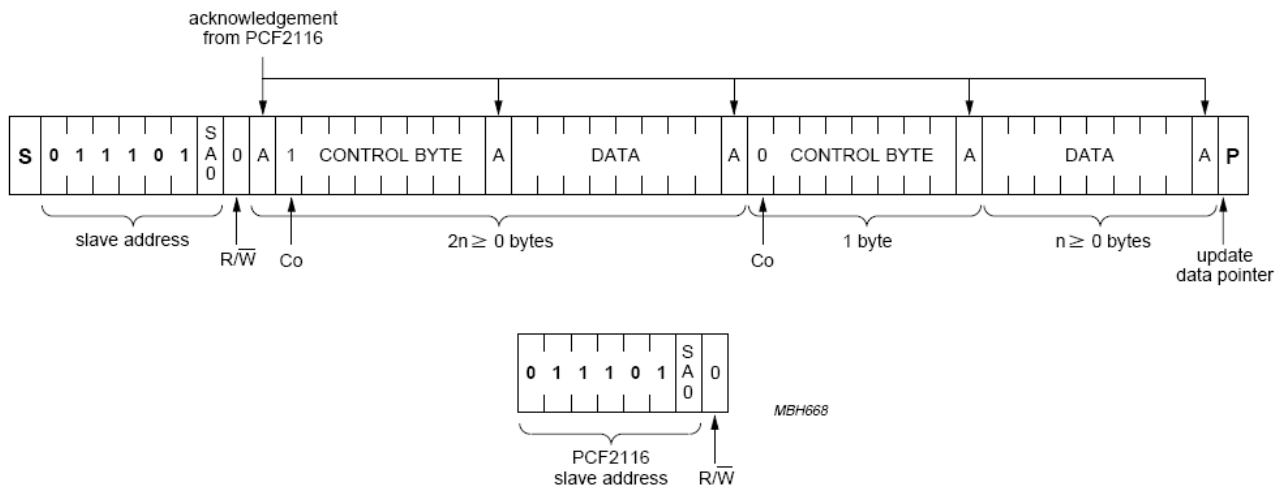 acknowledgement
from PCF2116
S 0 1 1 1 0 1 SA0 0 A 1 CONTROL BYTE A DATA A 0 CONTROL BYTE A DATA A P
slave address
R/W̅
Co
2n ≥ 0 bytes
Co
1 byte
n ≥ 0 bytes
update
data pointer
0 1 1 1 0 1 SA0 0
MBH668
PCF2116
slave address
R/W̅